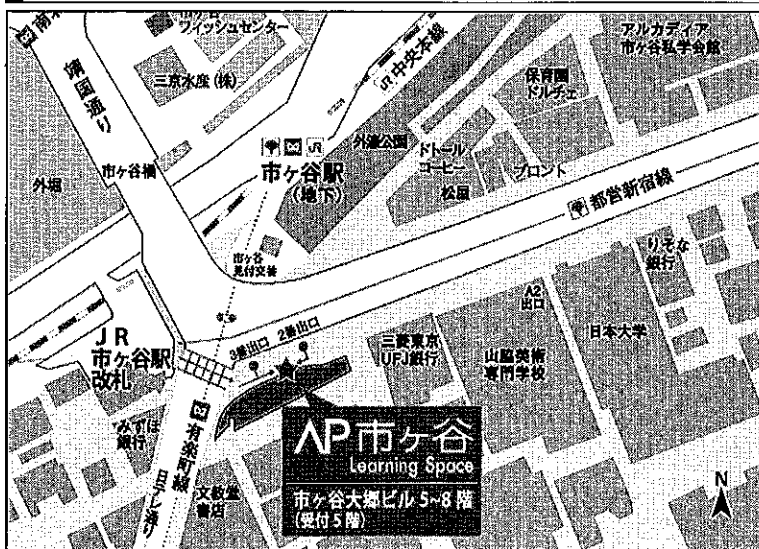 市ヶ谷
フィッシュセンター
三京水産(株)
靖国通り
JR中央本線
アルカディア
市ヶ谷私学会館
保育園
ドルチェ
外濠公園
ドトール
コーヒー
プロント
松屋
市ヶ谷橋
外堀
市ヶ谷駅
(地下)
都営新宿線
りそな
銀行
市ヶ谷
見付交番
A2
出口
日本大学
3番出口
2番出口
三菱東京
UFJ銀行
山脇美術
専門学校
JR
市ヶ谷駅
改札
みずほ
銀行
有楽町線
日テレ通り
文教堂
書店
AP市ヶ谷
Learning Space
市ヶ谷大郷ビル 5~8 階
(受付 5 階)
N